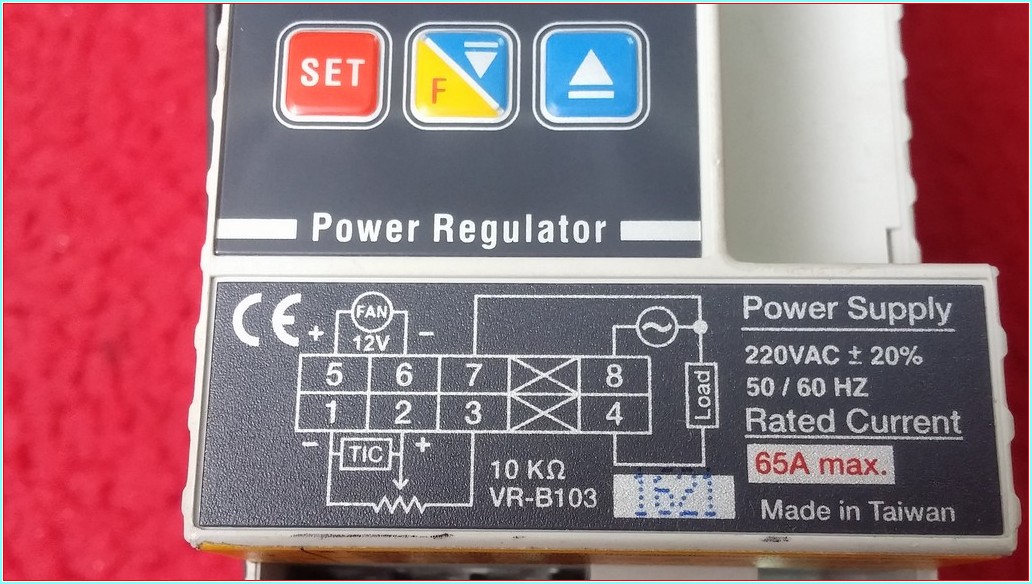 SET
F
Power Regulator
CE
FAN
+ 12V -
5 6 7 8
1 2 3 4
- TIC +
Load
10 KΩ
VR-B103
1621
Power Supply
220VAC ± 20%
50 / 60 HZ
Rated Current
65A max.
Made in Taiwan